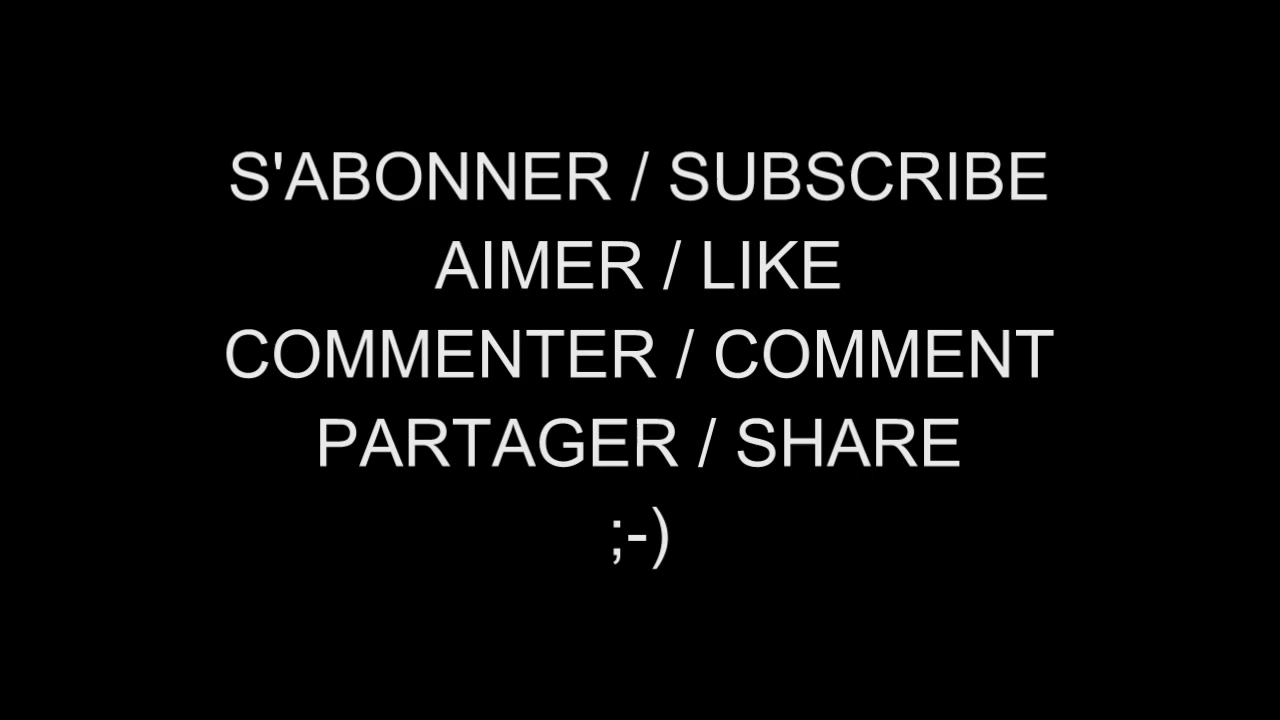 S'ABONNER / SUBSCRIBE
AIMER / LIKE
COMMENTER / COMMENT
PARTAGER / SHARE
;-)